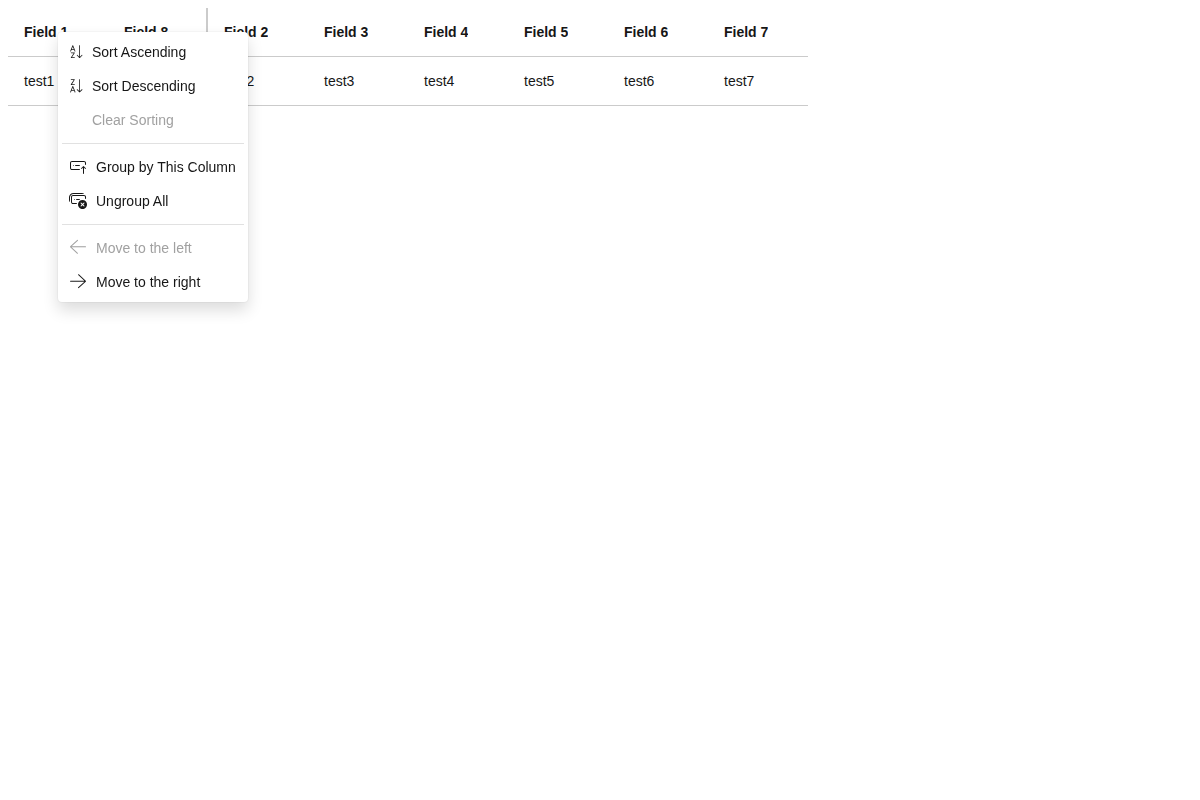 Field 1 Field 8 Field 2 Field 3 Field 4 Field 5 Field 6 Field 7
test1 2 test3 test4 test5 test6 test7
Sort Ascending
Sort Descending
Clear Sorting
Group by This Column
Ungroup All
Move to the left
Move to the right